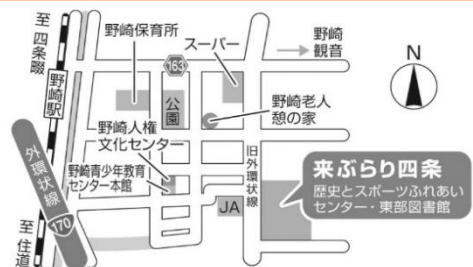 至 四条畷
野崎駅
外環状線
170
至 住道
野崎保育所
163
スーパー
野崎
観音
N
公園
野崎老人
憩の家
野崎人権
文化センター
野崎青少年教育
センター本館
旧外環状線
JA
来ぶらり四条
歴史とスポーツふれあい
センター・東部図書館